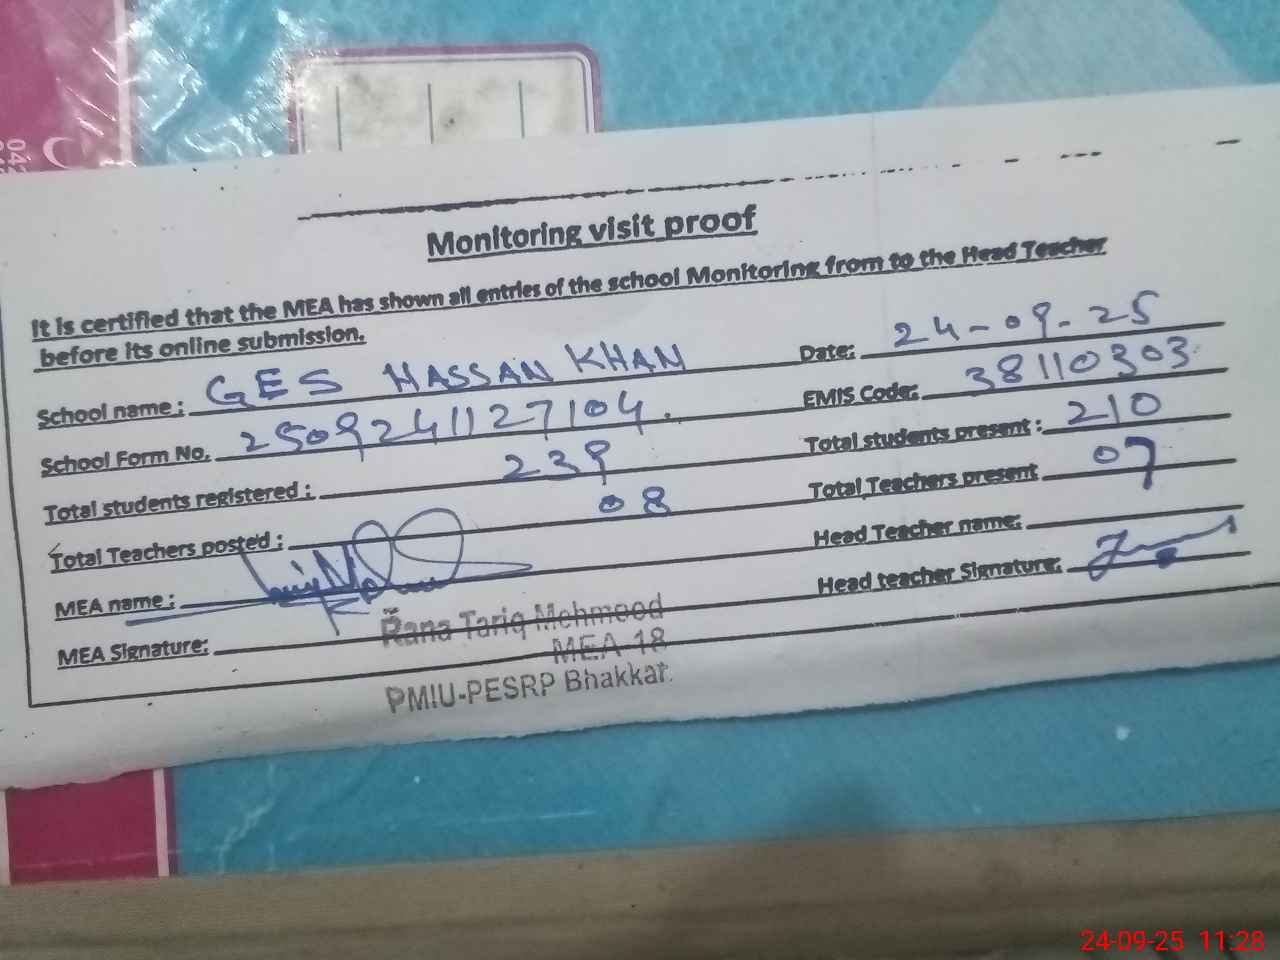 Monitoring visit proof
It is certified that the MEA has shown all entries of the school Monitoring from to the Head Teacher
before its online submission.
School name : GES HASSAN KHAN Date: 24-09-25
School Form No. 2509241127104. EMIS Code: 38110303
Total students registered : 239 Total students present : 210
Total Teachers posted : 08 Total Teachers present 07
MEA name : Head Teacher name:
MEA Signature: Head teacher Signature:
Rana Tariq Mehmood
MEA 18
PMIU-PESRP Bhakkar.
24-09-25 11:28